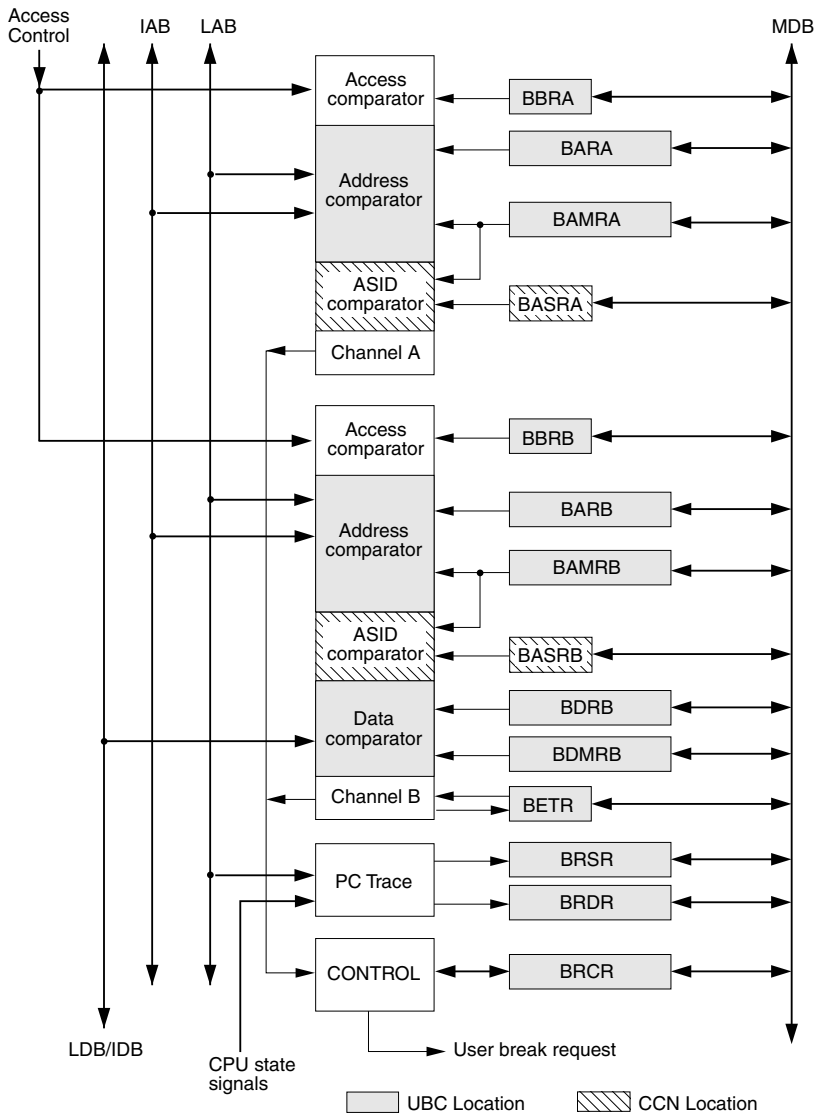 Access
Control
IAB
LAB
MDB
Access
comparator
BBRA
BARA
Address
comparator
BAMRA
ASID
comparator
BASRA
Channel A
Access
comparator
BBRB
BARB
Address
comparator
BAMRB
ASID
comparator
BASRB
BDRB
Data
comparator
BDMRB
Channel B
BETR
BRSR
PC Trace
BRDR
CONTROL
BRCR
LDB/IDB
CPU state
signals
User break request
UBC Location
CCN Location